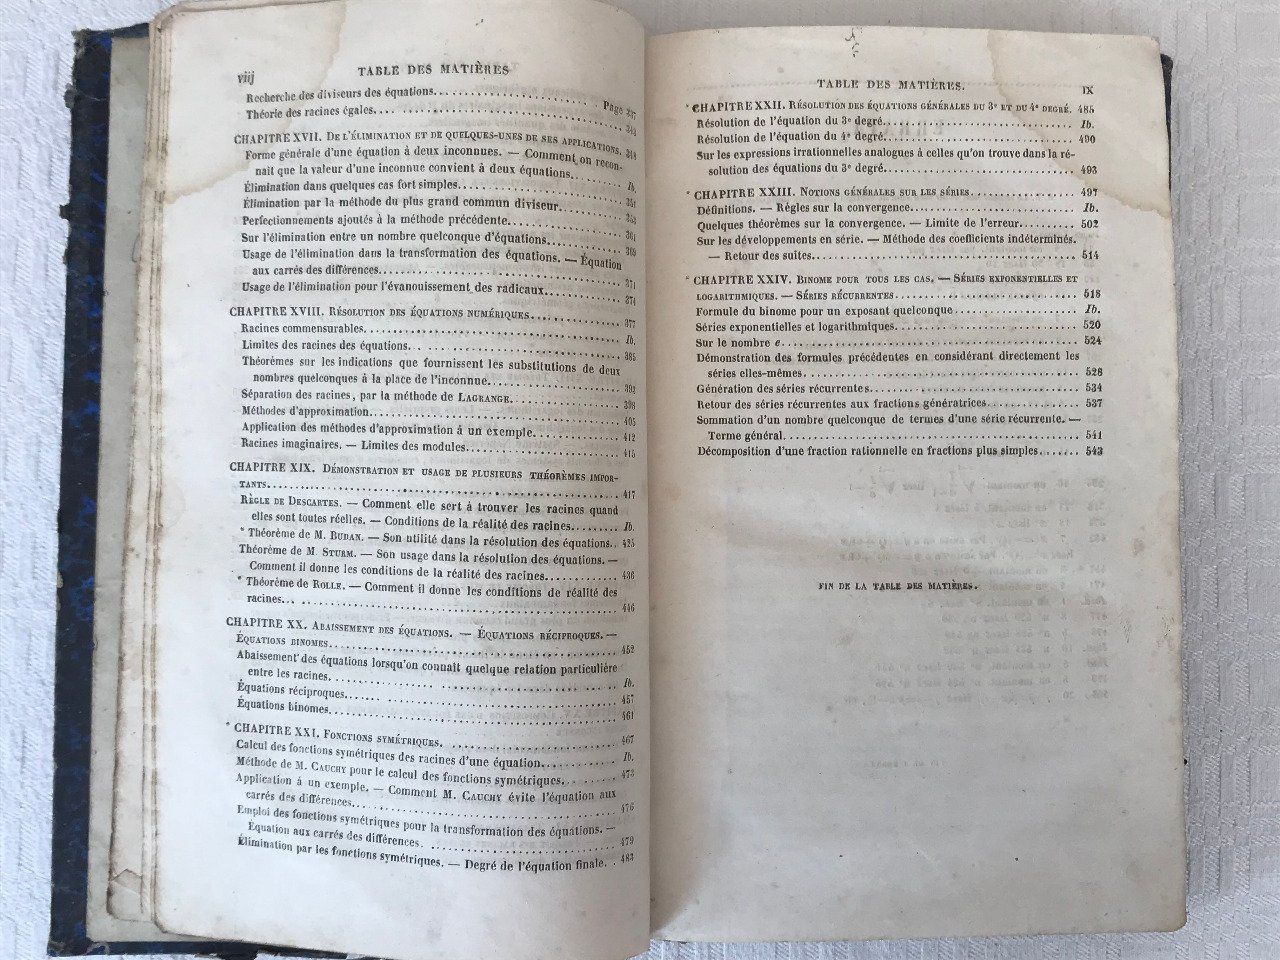 viij TABLE DES MATIÈRES
Recherche des diviseurs des équations.......... Page 337
Théorie des racines égales..........
CHAPITRE XVII. DE L'ÉLIMINATION ET DE QUELQUES-UNES DE SES APPLICATIONS. 348
Forme générale d'une équation à deux inconnues. — Comment on recon-
naît que la valeur d'une inconnue convient à deux équations.......... Ib.
Élimination dans quelques cas fort simples.......... 351
Élimination par la méthode du plus grand commun diviseur.......... 353
Perfectionnements ajoutés à la méthode précédente.......... 361
Sur l'élimination entre un nombre quelconque d'équations.......... 369
Usage de l'élimination dans la transformation des équations. — Équation
aux carrés des différences.......... 371
Usage de l'élimination pour l'évanouissement des radicaux.......... 374
CHAPITRE XVIII. RÉSOLUTION DES ÉQUATIONS NUMÉRIQUES.......... 377
Racines commensurables.......... Ib.
Limites des racines des équations.......... 385
Théorèmes sur les indications que fournissent les substitutions de deux
nombres quelconques à la place de l'inconnue.......... 393
Séparation des racines, par la méthode de LAGRANGE.......... 398
Méthodes d'approximation.......... 405
Application des méthodes d'approximation à un exemple.......... 412
Racines imaginaires. — Limites des modules.......... 415
CHAPITRE XIX. DÉMONSTRATION ET USAGE DE PLUSIEURS THÉORÈMES IMPOR-
TANTS.......... 417
RÈGLE DE DESCARTES. — Comment elle sert à trouver les racines quand
elles sont toutes réelles. — Conditions de la réalité des racines........ Ib.
* Théorème de M. BUDAN. — Son utilité dans la résolution des équations.. 425
Théorème de M. STURM. — Son usage dans la résolution des équations. —
Comment il donne les conditions de la réalité des racines.......... 436
* Théorème de ROLLE. — Comment il donne les conditions de réalité des
racines.......... 446
CHAPITRE XX. ABAISSEMENT DES ÉQUATIONS. — ÉQUATIONS RÉCIPROQUES. —
ÉQUATIONS BINOMES.......... 452
Abaissement des équations lorsqu'on connaît quelque relation particulière
entre les racines.......... Ib.
Équations réciproques.......... 457
Équations binomes.......... 461
* CHAPITRE XXI. FONCTIONS SYMÉTRIQUES. .......... 467
Calcul des fonctions symétriques des racines d'une équation.......... Ib.
Méthode de M. CAUCHY pour le calcul des fonctions symétriques........ 473
Application à un exemple. — Comment M. CAUCHY évite l'équation aux
carrés des différences.......... 476
Emploi des fonctions symétriques pour la transformation des équations. —
Équation aux carrés des différences. .......... 479
Élimination par les fonctions symétriques. — Degré de l'équation finale. . 483
TABLE DES MATIÈRES. IX
* CHAPITRE XXII. RÉSOLUTION DES ÉQUATIONS GÉNÉRALES DU 3e ET DU 4e DEGRÉ. 485
Résolution de l'équation du 3e degré.......... Ib.
Résolution de l'équation du 4e degré.......... 490
Sur les expressions irrationnelles analogues à celles qu'on trouve dans la ré-
solution des équations du 3e degré.......... 493
* CHAPITRE XXIII. NOTIONS GÉNÉRALES SUR LES SÉRIES.......... 497
Définitions. — Règles sur la convergence.......... Ib.
Quelques théorèmes sur la convergence. — Limite de l'erreur.......... 502
Sur les développements en série. — Méthode des coefficients indéterminés.
— Retour des suites.......... 514
* CHAPITRE XXIV. BINOME POUR TOUS LES CAS. — SÉRIES EXPONENTIELLES ET
LOGARITHMIQUES. — SÉRIES RÉCURRENTES.......... 518
Formule du binome pour un exposant quelconque.......... Ib.
Séries exponentielles et logarithmiques.......... 520
Sur le nombre e.......... 524
Démonstration des formules précédentes en considérant directement les
séries elles-mêmes.......... 528
Génération des séries récurrentes.......... 534
Retour des séries récurrentes aux fractions génératrices.......... 537
Sommation d'un nombre quelconque de termes d'une série récurrente. —
Terme général.......... 541
Décomposition d'une fraction rationnelle en fractions plus simples....... 543
FIN DE LA TABLE DES MATIÈRES.